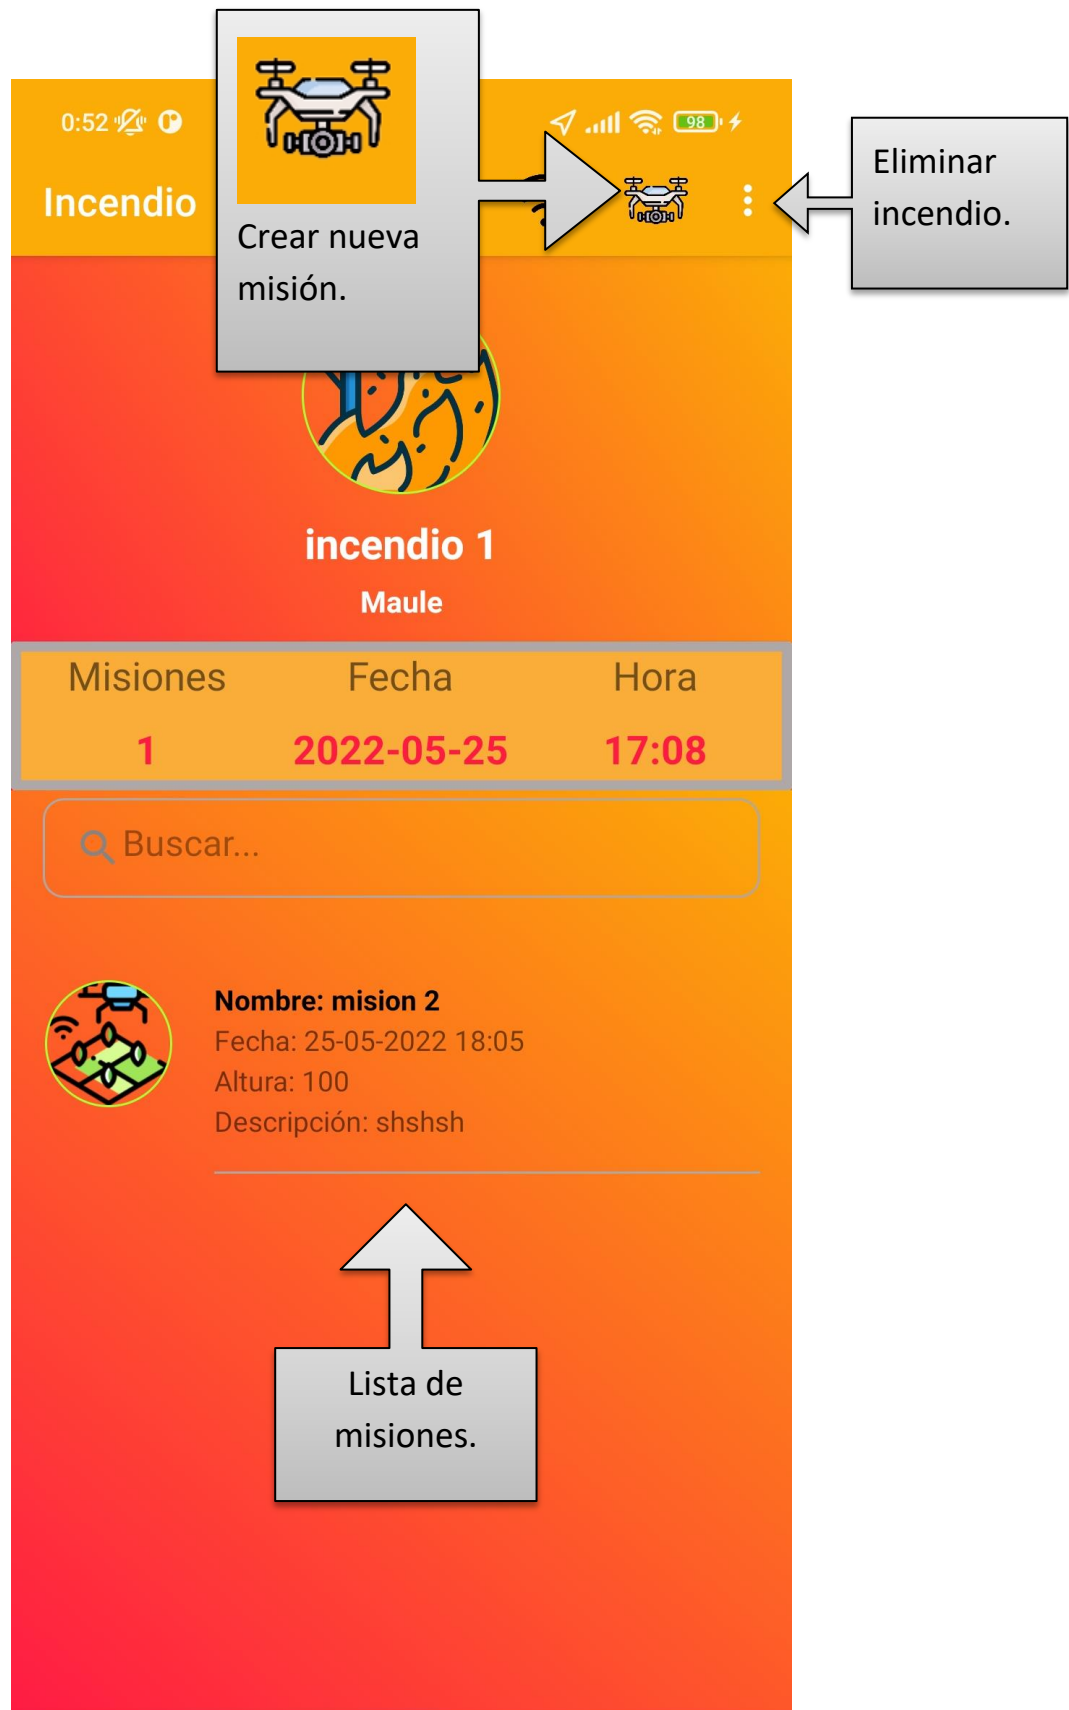 0:52
98
Incendio
Crear nueva
misión.
Eliminar
incendio.
incendio 1
Maule
Misiones Fecha Hora
1 2022-05-25 17:08
Buscar...
Nombre: mision 2
Fecha: 25-05-2022 18:05
Altura: 100
Descripción: shshsh
Lista de
misiones.